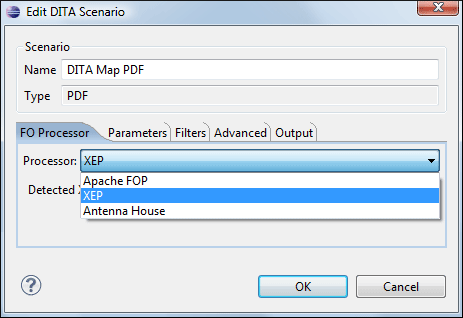 Edit DITA Scenario
Scenario
Name DITA Map PDF
Type PDF
FO Processor Parameters Filters Advanced Output
Processor: XEP
Apache FOP
Detected XEP
Antenna House
? OK Cancel